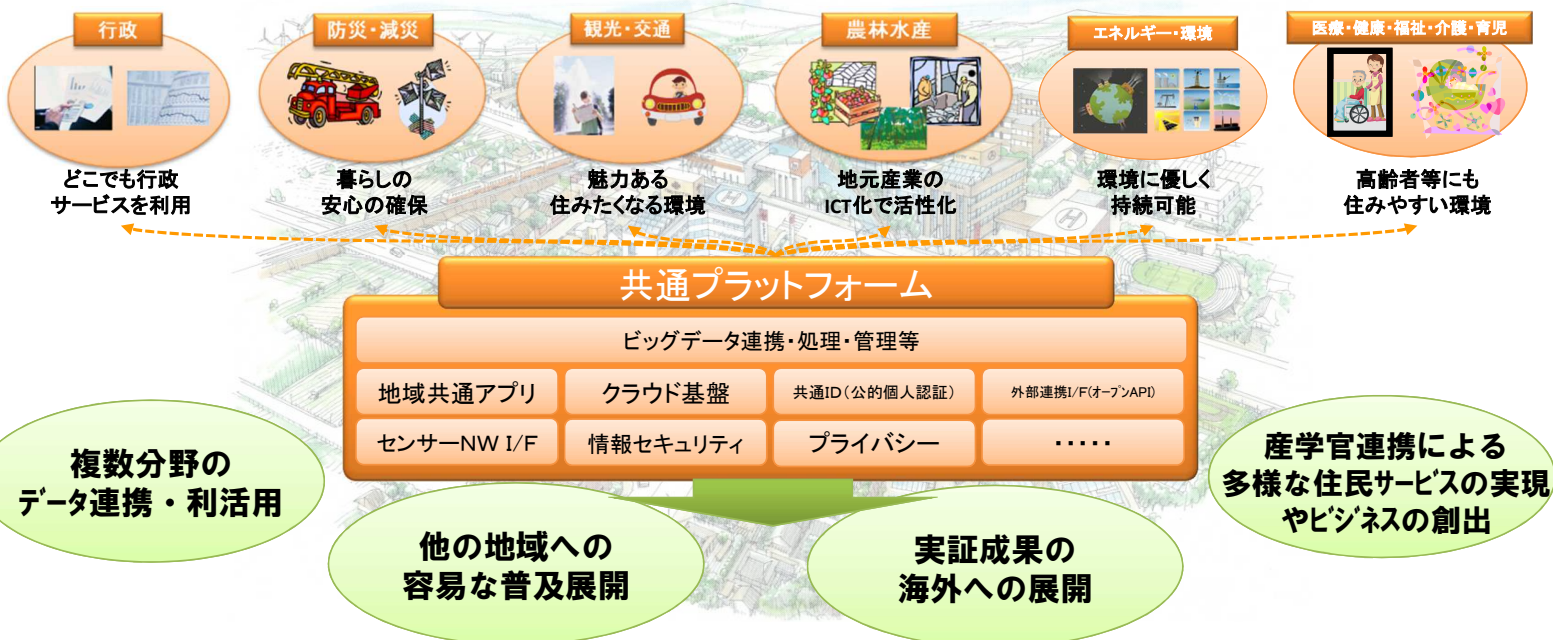 行政
防災・減災
観光・交通
農林水産
エネルギー・環境
医療・健康・福祉・介護・育児
どこでも行政
サービスを利用
暮らしの
安心の確保
魅力ある
住みたくなる環境
地元産業の
ICT化で活性化
環境に優しく
持続可能
高齢者等にも
住みやすい環境
共通プラットフォーム
ビッグデータ連携・処理・管理等
地域共通アプリ
クラウド基盤
共通ID(公的個人認証)
外部連携I/F(オープンAPI)
センサーNW I/F
情報セキュリティ
プライバシー
・・・・・
複数分野の
データ連携・利活用
他の地域への
容易な普及展開
実証成果の
海外への展開
産学官連携による
多様な住民サービスの実現
やビジネスの創出
H
H